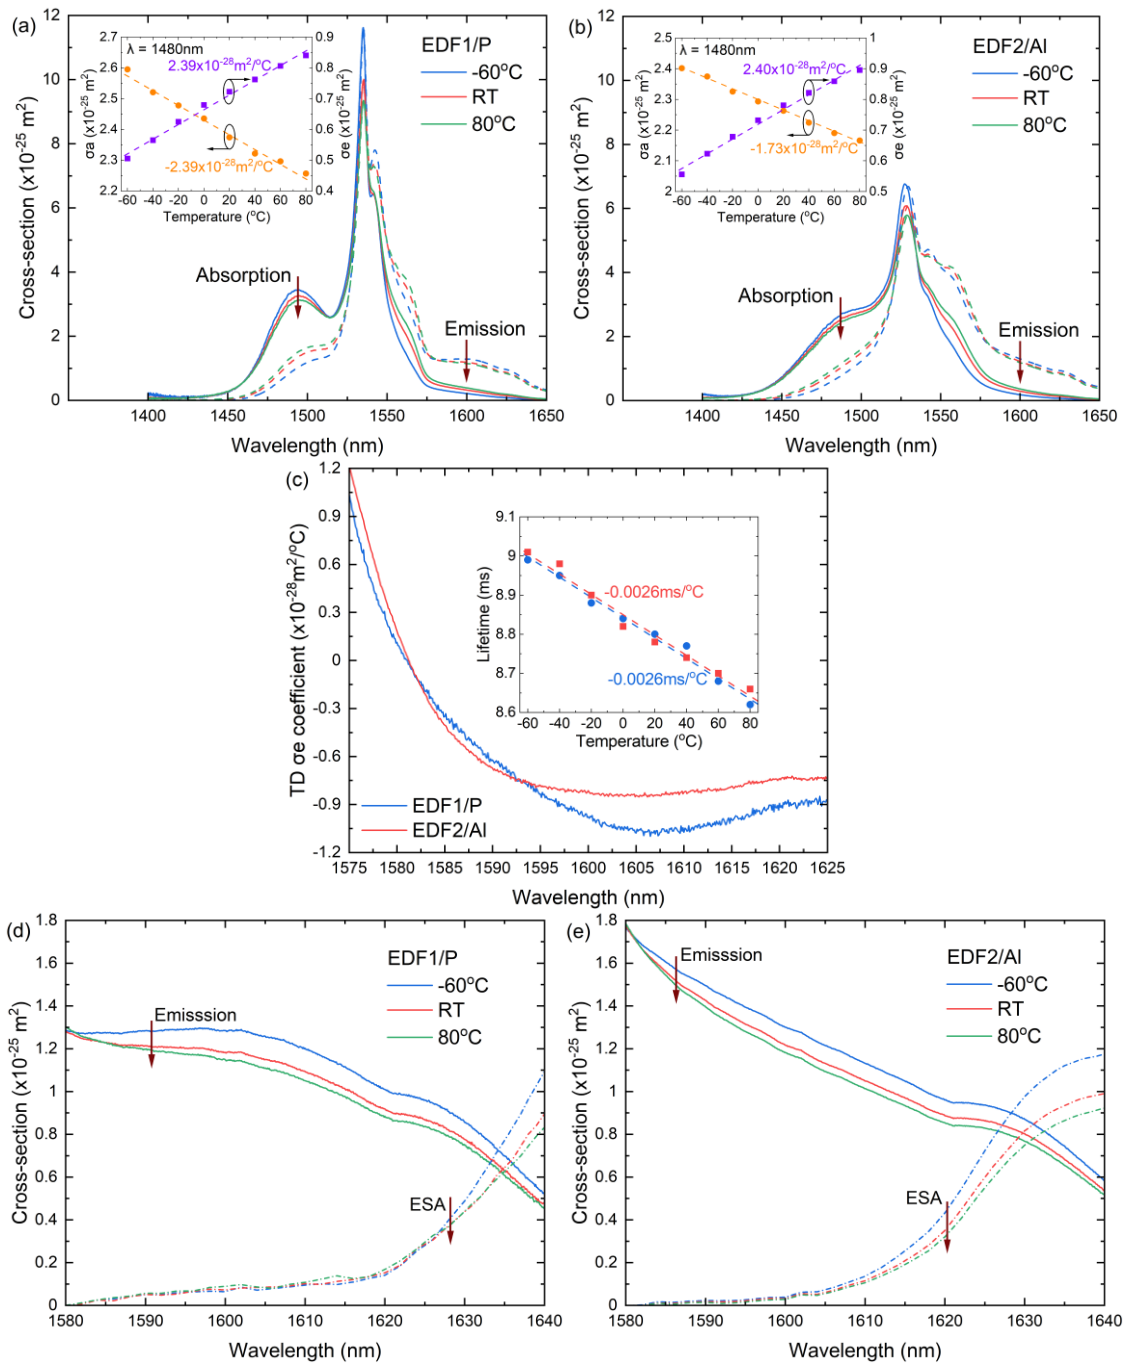 (a)
EDF1/P
-60°C
RT
80°C
λ = 1480nm
2.39x10⁻²⁸m²/°C
-2.39x10⁻²⁸m²/°C
2.7
2.6
2.5
2.4
2.3
2.2
σa (x10⁻²⁵ m²)
0.9
0.8
0.7
0.6
0.5
0.4
σe (x10⁻²⁵ m²)
-60 -40 -20 0 20 40 60 80
Temperature (°C)
Absorption
Emission
12
10
8
6
4
2
0
Cross-section (x10⁻²⁵ m²)
1400 1450 1500 1550 1600 1650
Wavelength (nm)
(b)
EDF2/Al
-60°C
RT
80°C
λ = 1480nm
2.40x10⁻²⁸m²/°C
-1.73x10⁻²⁸m²/°C
2.5
2.4
2.3
2.2
2.1
2
σa (x10⁻²⁵ m²)
1
0.9
0.8
0.7
0.6
0.5
σe (x10⁻²⁵ m²)
-60 -40 -20 0 20 40 60 80
Temperature (°C)
Absorption
Emission
12
10
8
6
4
2
0
Cross-section (x10⁻²⁵ m²)
1400 1450 1500 1550 1600 1650
Wavelength (nm)
(c)
1.2
0.9
0.6
0.3
0
-0.3
-0.6
-0.9
-1.2
TD σe coefficient (x10⁻²⁸m²/°C)
9.1
9
8.9
8.8
8.7
8.6
Lifetime (ms)
-0.0026ms/°C
-0.0026ms/°C
-60 -40 -20 0 20 40 60 80
Temperature (°C)
EDF1/P
EDF2/Al
1575 1580 1585 1590 1595 1600 1605 1610 1615 1620 1625
Wavelength (nm)
(d)
EDF1/P
-60°C
RT
80°C
Emisssion
ESA
1.8
1.6
1.4
1.2
1.0
0.8
0.6
0.4
0.2
0
Cross-section (x10⁻²⁵ m²)
1580 1590 1600 1610 1620 1630 1640
Wavelength (nm)
(e)
EDF2/Al
-60°C
RT
80°C
Emisssion
ESA
1.8
1.6
1.4
1.2
1.0
0.8
0.6
0.4
0.2
0
Cross-section (x10⁻²⁵ m²)
1580 1590 1600 1610 1620 1630 1640
Wavelength (nm)